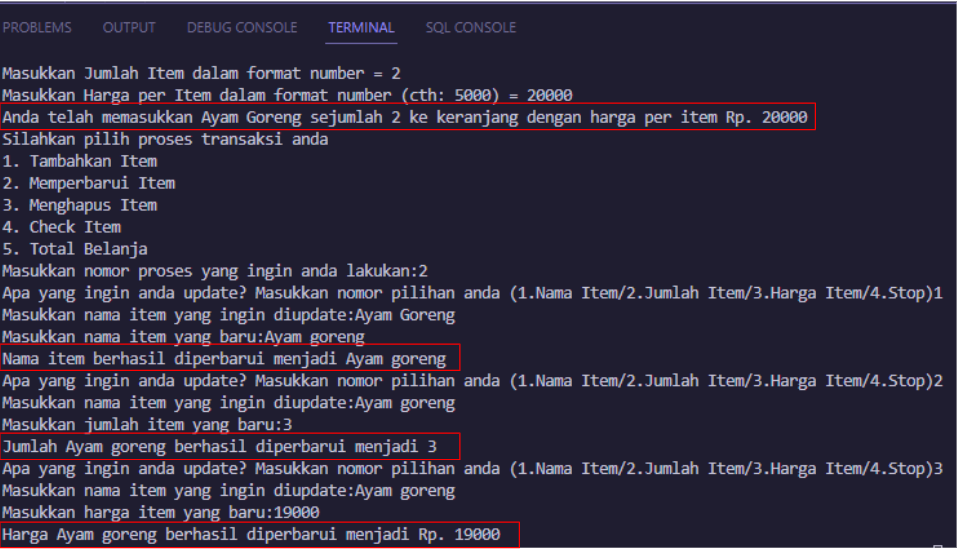 PROBLEMS OUTPUT DEBUG CONSOLE TERMINAL SQL CONSOLE
Masukkan Jumlah Item dalam format number = 2
Masukkan Harga per Item dalam format number (cth: 5000) = 20000
Anda telah memasukkan Ayam Goreng sejumlah 2 ke keranjang dengan harga per item Rp. 20000
Silahkan pilih proses transaksi anda
1. Tambahkan Item
2. Memperbarui Item
3. Menghapus Item
4. Check Item
5. Total Belanja
Masukkan nomor proses yang ingin anda lakukan:2
Apa yang ingin anda update? Masukkan nomor pilihan anda (1.Nama Item/2.Jumlah Item/3.Harga Item/4.Stop)1
Masukkan nama item yang ingin diupdate:Ayam Goreng
Masukkan nama item yang baru:Ayam goreng
Nama item berhasil diperbarui menjadi Ayam goreng
Apa yang ingin anda update? Masukkan nomor pilihan anda (1.Nama Item/2.Jumlah Item/3.Harga Item/4.Stop)2
Masukkan nama item yang ingin diupdate:Ayam goreng
Masukkan jumlah item yang baru:3
Jumlah Ayam goreng berhasil diperbarui menjadi 3
Apa yang ingin anda update? Masukkan nomor pilihan anda (1.Nama Item/2.Jumlah Item/3.Harga Item/4.Stop)3
Masukkan nama item yang ingin diupdate:Ayam goreng
Masukkan harga item yang baru:19000
Harga Ayam goreng berhasil diperbarui menjadi Rp. 19000